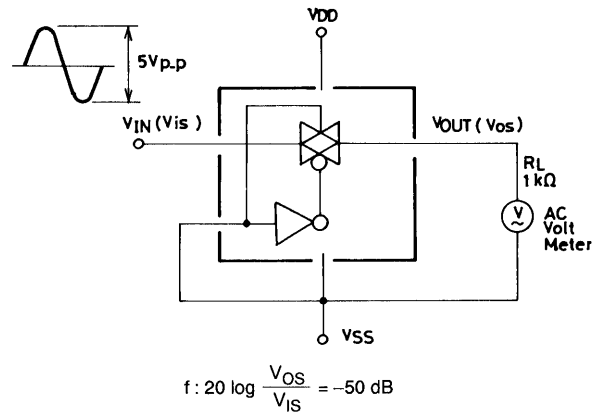 VDD
5Vp-p
VIN (Vis)
VOUT (Vos)
RL
1kΩ
V
~
AC
Volt
Meter
VSS
f : 20 log VOS / VIS = –50 dB